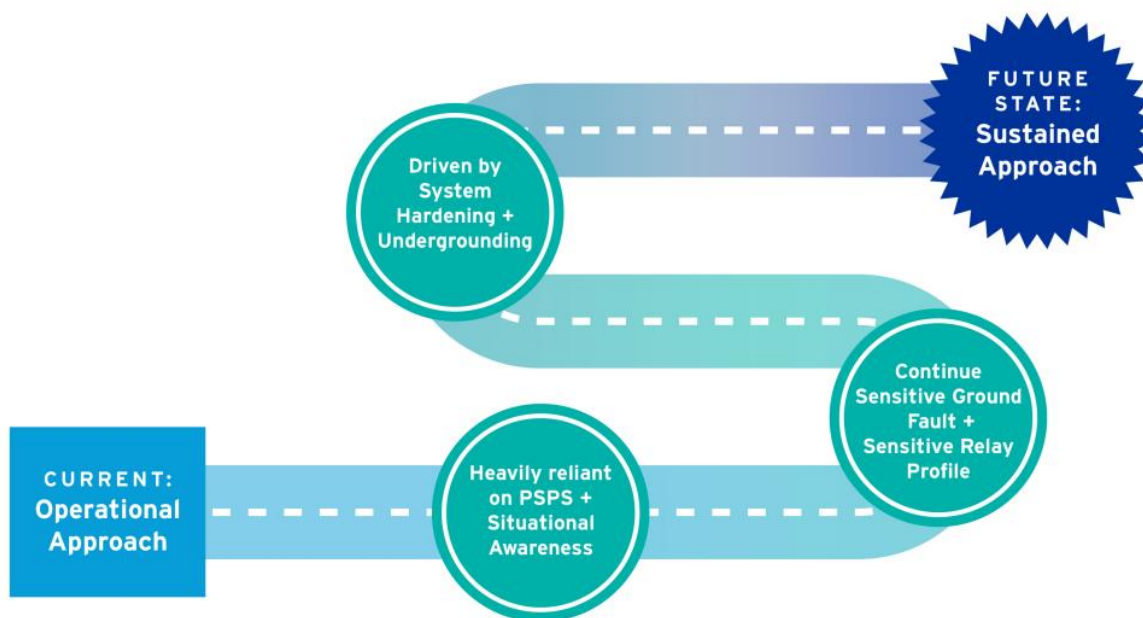 FUTURE
STATE:
Sustained
Approach
Driven by
System
Hardening +
Undergrounding
Continue
Sensitive Ground
Fault +
Sensitive Relay
Profile
CURRENT:
Operational
Approach
Heavily reliant
on PSPS +
Situational
Awareness